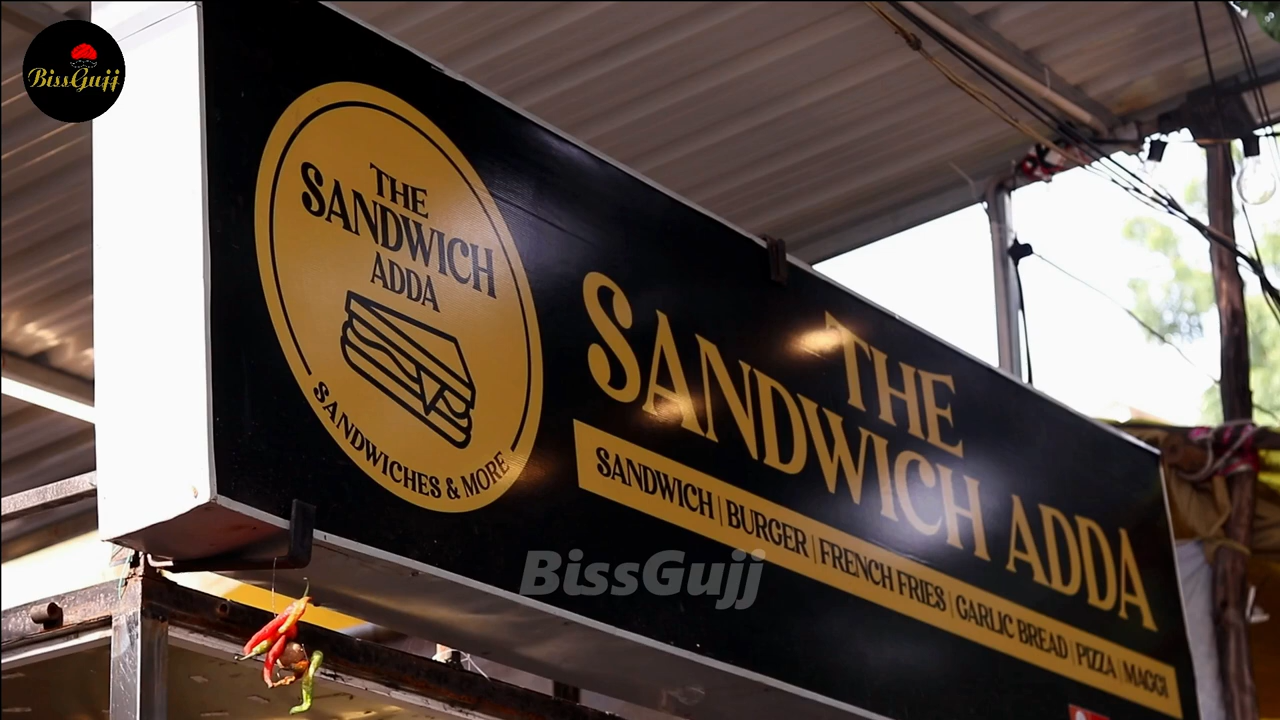 BissGujj
THE
SANDWICH
ADDA
SANDWICHES & MORE
THE
SANDWICH ADDA
SANDWICH | BURGER | FRENCH FRIES | GARLIC BREAD | PIZZA | MAGGI
BissGujj